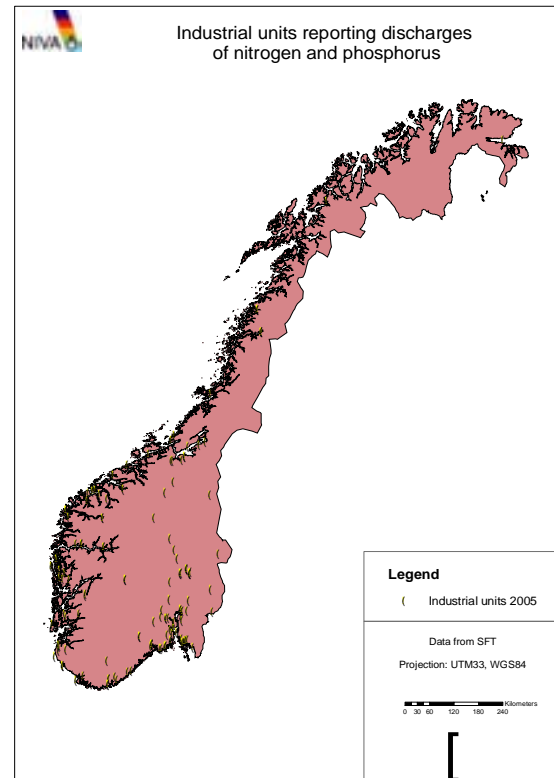 NIVA
Industrial units reporting discharges
of nitrogen and phosphorus
Legend
Industrial units 2005
Data from SFT
Projection: UTM33, WGS84
Kilometers
0 30 60 120 180 240